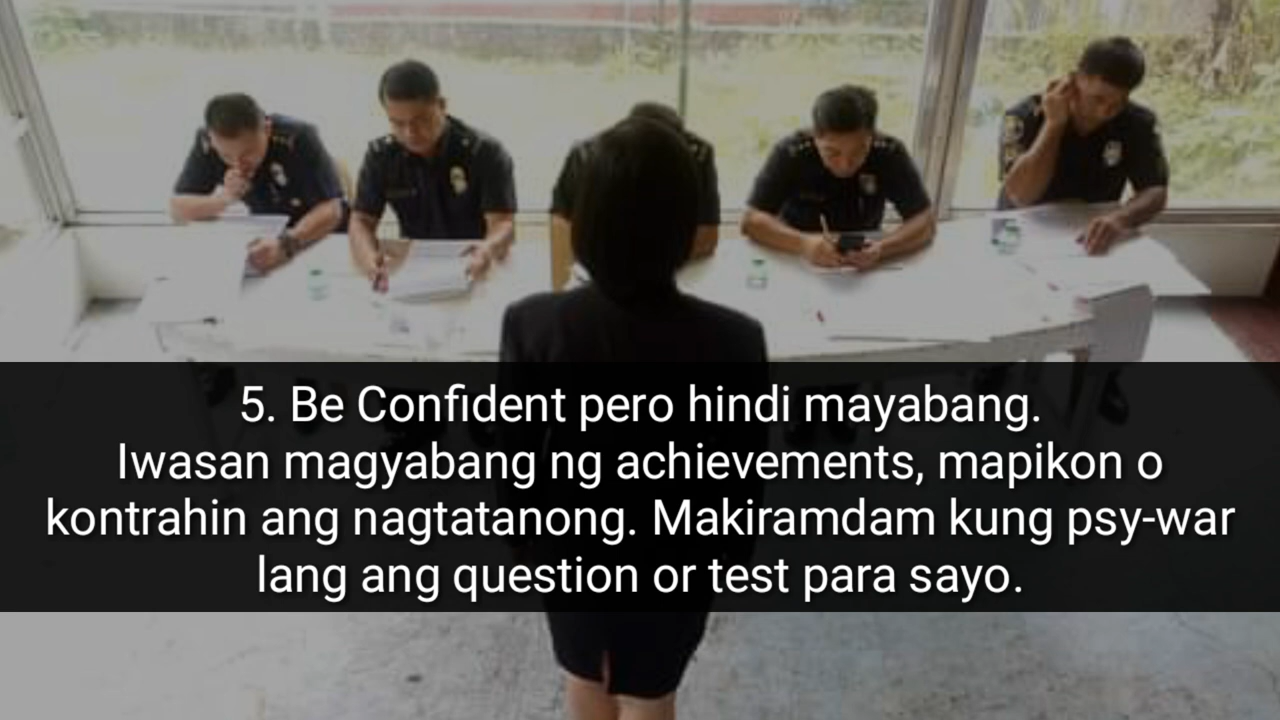 5. Be Confident pero hindi mayabang.
Iwasan magyabang ng achievements, mapikon o
kontrahin ang nagtatanong. Makiramdam kung psy-war
lang ang question or test para sayo.